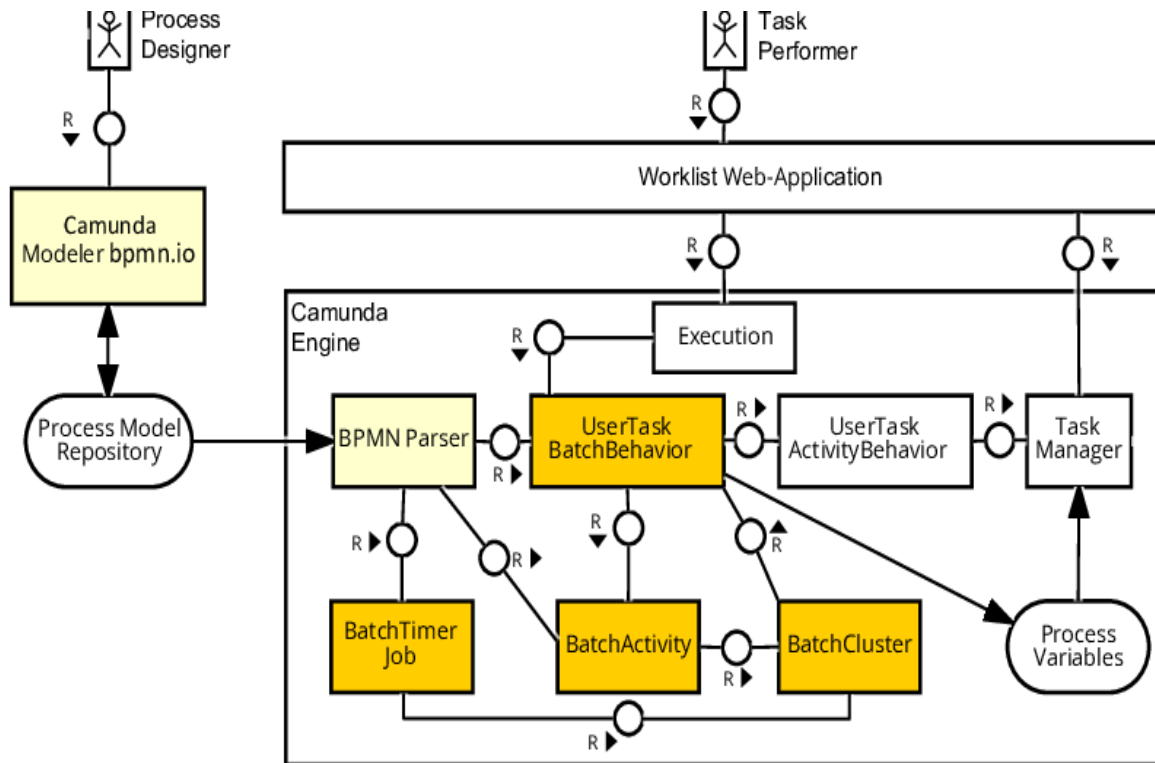 Process
Designer
Task
Performer
R
R
Worklist Web-Application
Camunda
Modeler bpmn.io
R
R
Camunda
Engine
Execution
R
Process Model
Repository
BPMN Parser
R
UserTask
BatchBehavior
R
UserTask
ActivityBehavior
R
Task
Manager
R
R
R
R
BatchTimer
Job
BatchActivity
R
BatchCluster
Process
Variables
R